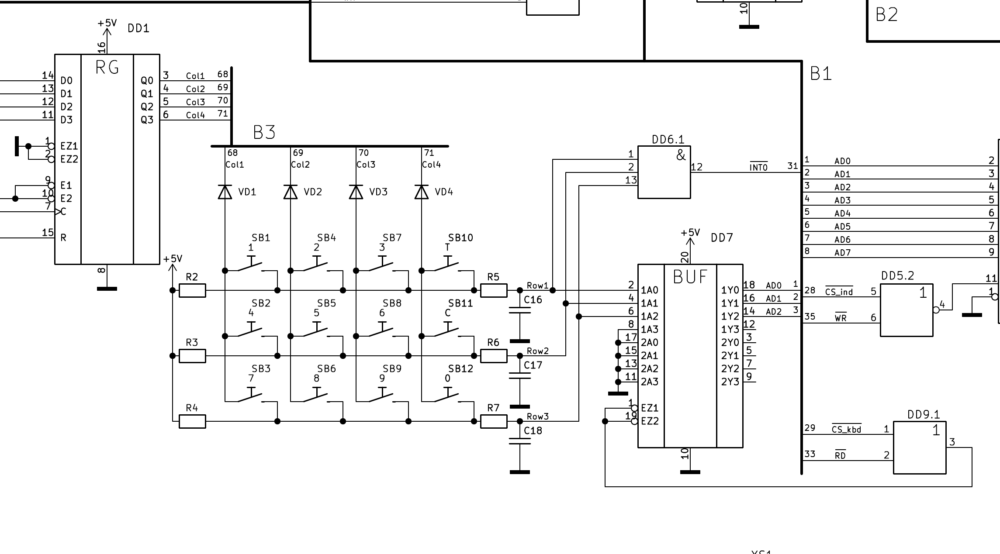 B2
10
+5V
DD1
16
RG
14 D0 Q0 3 Col1 68
13 D1 Q1 4 Col2 69
12 D2 Q2 5 Col3 70
11 D3 Q3 6 Col4 71
1 EZ1
2 EZ2
9 E1
10 E2
7 C
15 R
8
B1
B3
68 69 70 71
Col1 Col2 Col3 Col4
VD1 VD2 VD3 VD4
DD6.1
&
1
2
13
12 INT0 31
1 AD0 2
2 AD1 3
3 AD2 4
4 AD3 5
5 AD4 6
6 AD5 7
7 AD6 8
8 AD7 9
+5V
SB1 SB4 SB7 SB10
1 2 3 T
R2 R5 Row1
C16
SB2 SB5 SB8 SB11
4 5 6 C
R3 R6 Row2
C17
SB3 SB6 SB9 SB12
7 8 9 0
R4 R7 Row3
C18
+5V
DD7
20
BUF
2 1A0 1Y0 18 AD0 1
4 1A1 1Y1 16 AD1 2
6 1A2 1Y2 14 AD2 3
8 1A3 1Y3 12
17 2A0 2Y0 3
15 2A1 2Y1 5
13 2A2 2Y2 7
11 2A3 2Y3 9
1 EZ1
19 EZ2
10
DD5.2
28 CS_ind 5 1
35 WR 6
4
11
1
DD9.1
29 CS_kbd 1 1
33 RD 2
3